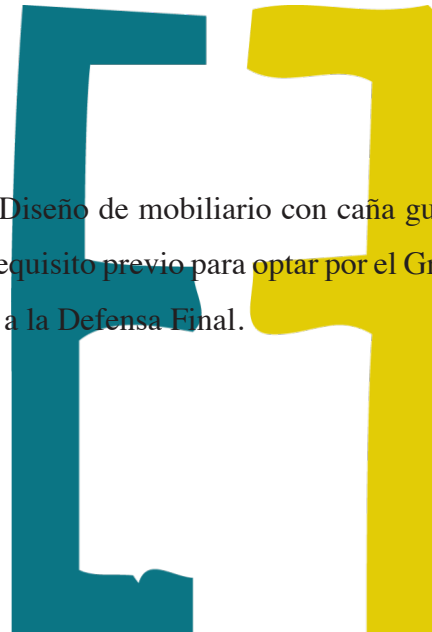 Diseño de mobiliario con caña gu
equisito previo para optar por el Gr
a la Defensa Final.